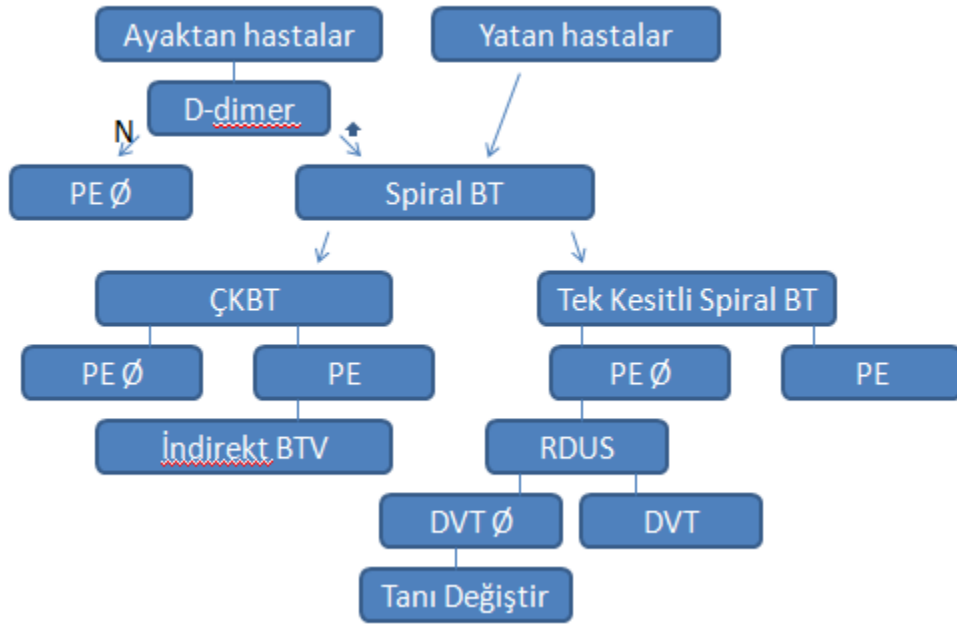 Ayaktan hastalar
Yatan hastalar
D-dimer
N
PE Ø
Spiral BT
ÇKBT
Tek Kesitli Spiral BT
PE Ø
PE
PE Ø
PE
İndirekt BTV
RDUS
DVT Ø
DVT
Tanı Değiştir